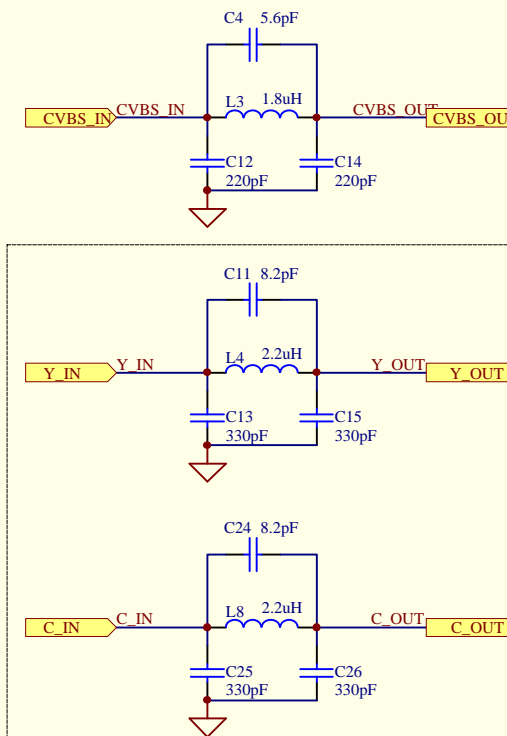 C4 5.6pF
CVBS_IN CVBS_IN L3 1.8uH CVBS_OUT CVBS_OU
C12 C14
220pF 220pF
C11 8.2pF
Y_IN Y_IN L4 2.2uH Y_OUT Y_OUT
C13 C15
330pF 330pF
C24 8.2pF
C_IN C_IN L8 2.2uH C_OUT C_OUT
C25 C26
330pF 330pF